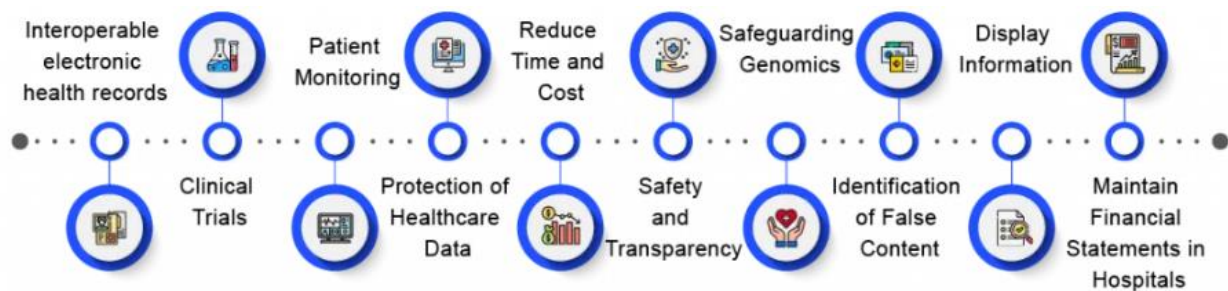 Interoperable
electronic
health records
Clinical
Trials
Patient
Monitoring
Protection of
Healthcare
Data
Reduce
Time and
Cost
Safety
and
Transparency
Safeguarding
Genomics
Identification
of False
Content
Display
Information
Maintain
Financial
Statements in
Hospitals